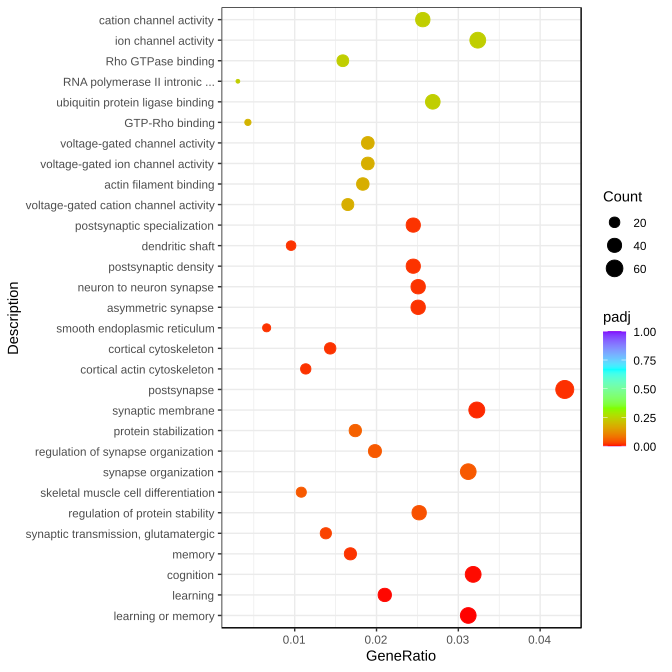 cation channel activity
ion channel activity
Rho GTPase binding
RNA polymerase II intronic ...
ubiquitin protein ligase binding
GTP-Rho binding
voltage-gated channel activity
voltage-gated ion channel activity
actin filament binding
voltage-gated cation channel activity
postsynaptic specialization
dendritic shaft
postsynaptic density
neuron to neuron synapse
asymmetric synapse
smooth endoplasmic reticulum
cortical cytoskeleton
cortical actin cytoskeleton
postsynapse
synaptic membrane
protein stabilization
regulation of synapse organization
synapse organization
skeletal muscle cell differentiation
regulation of protein stability
synaptic transmission, glutamatergic
memory
cognition
learning
learning or memory
Description
0.01 0.02 0.03 0.04
GeneRatio
Count
20
40
60
padj
1.00
0.75
0.50
0.25
0.00